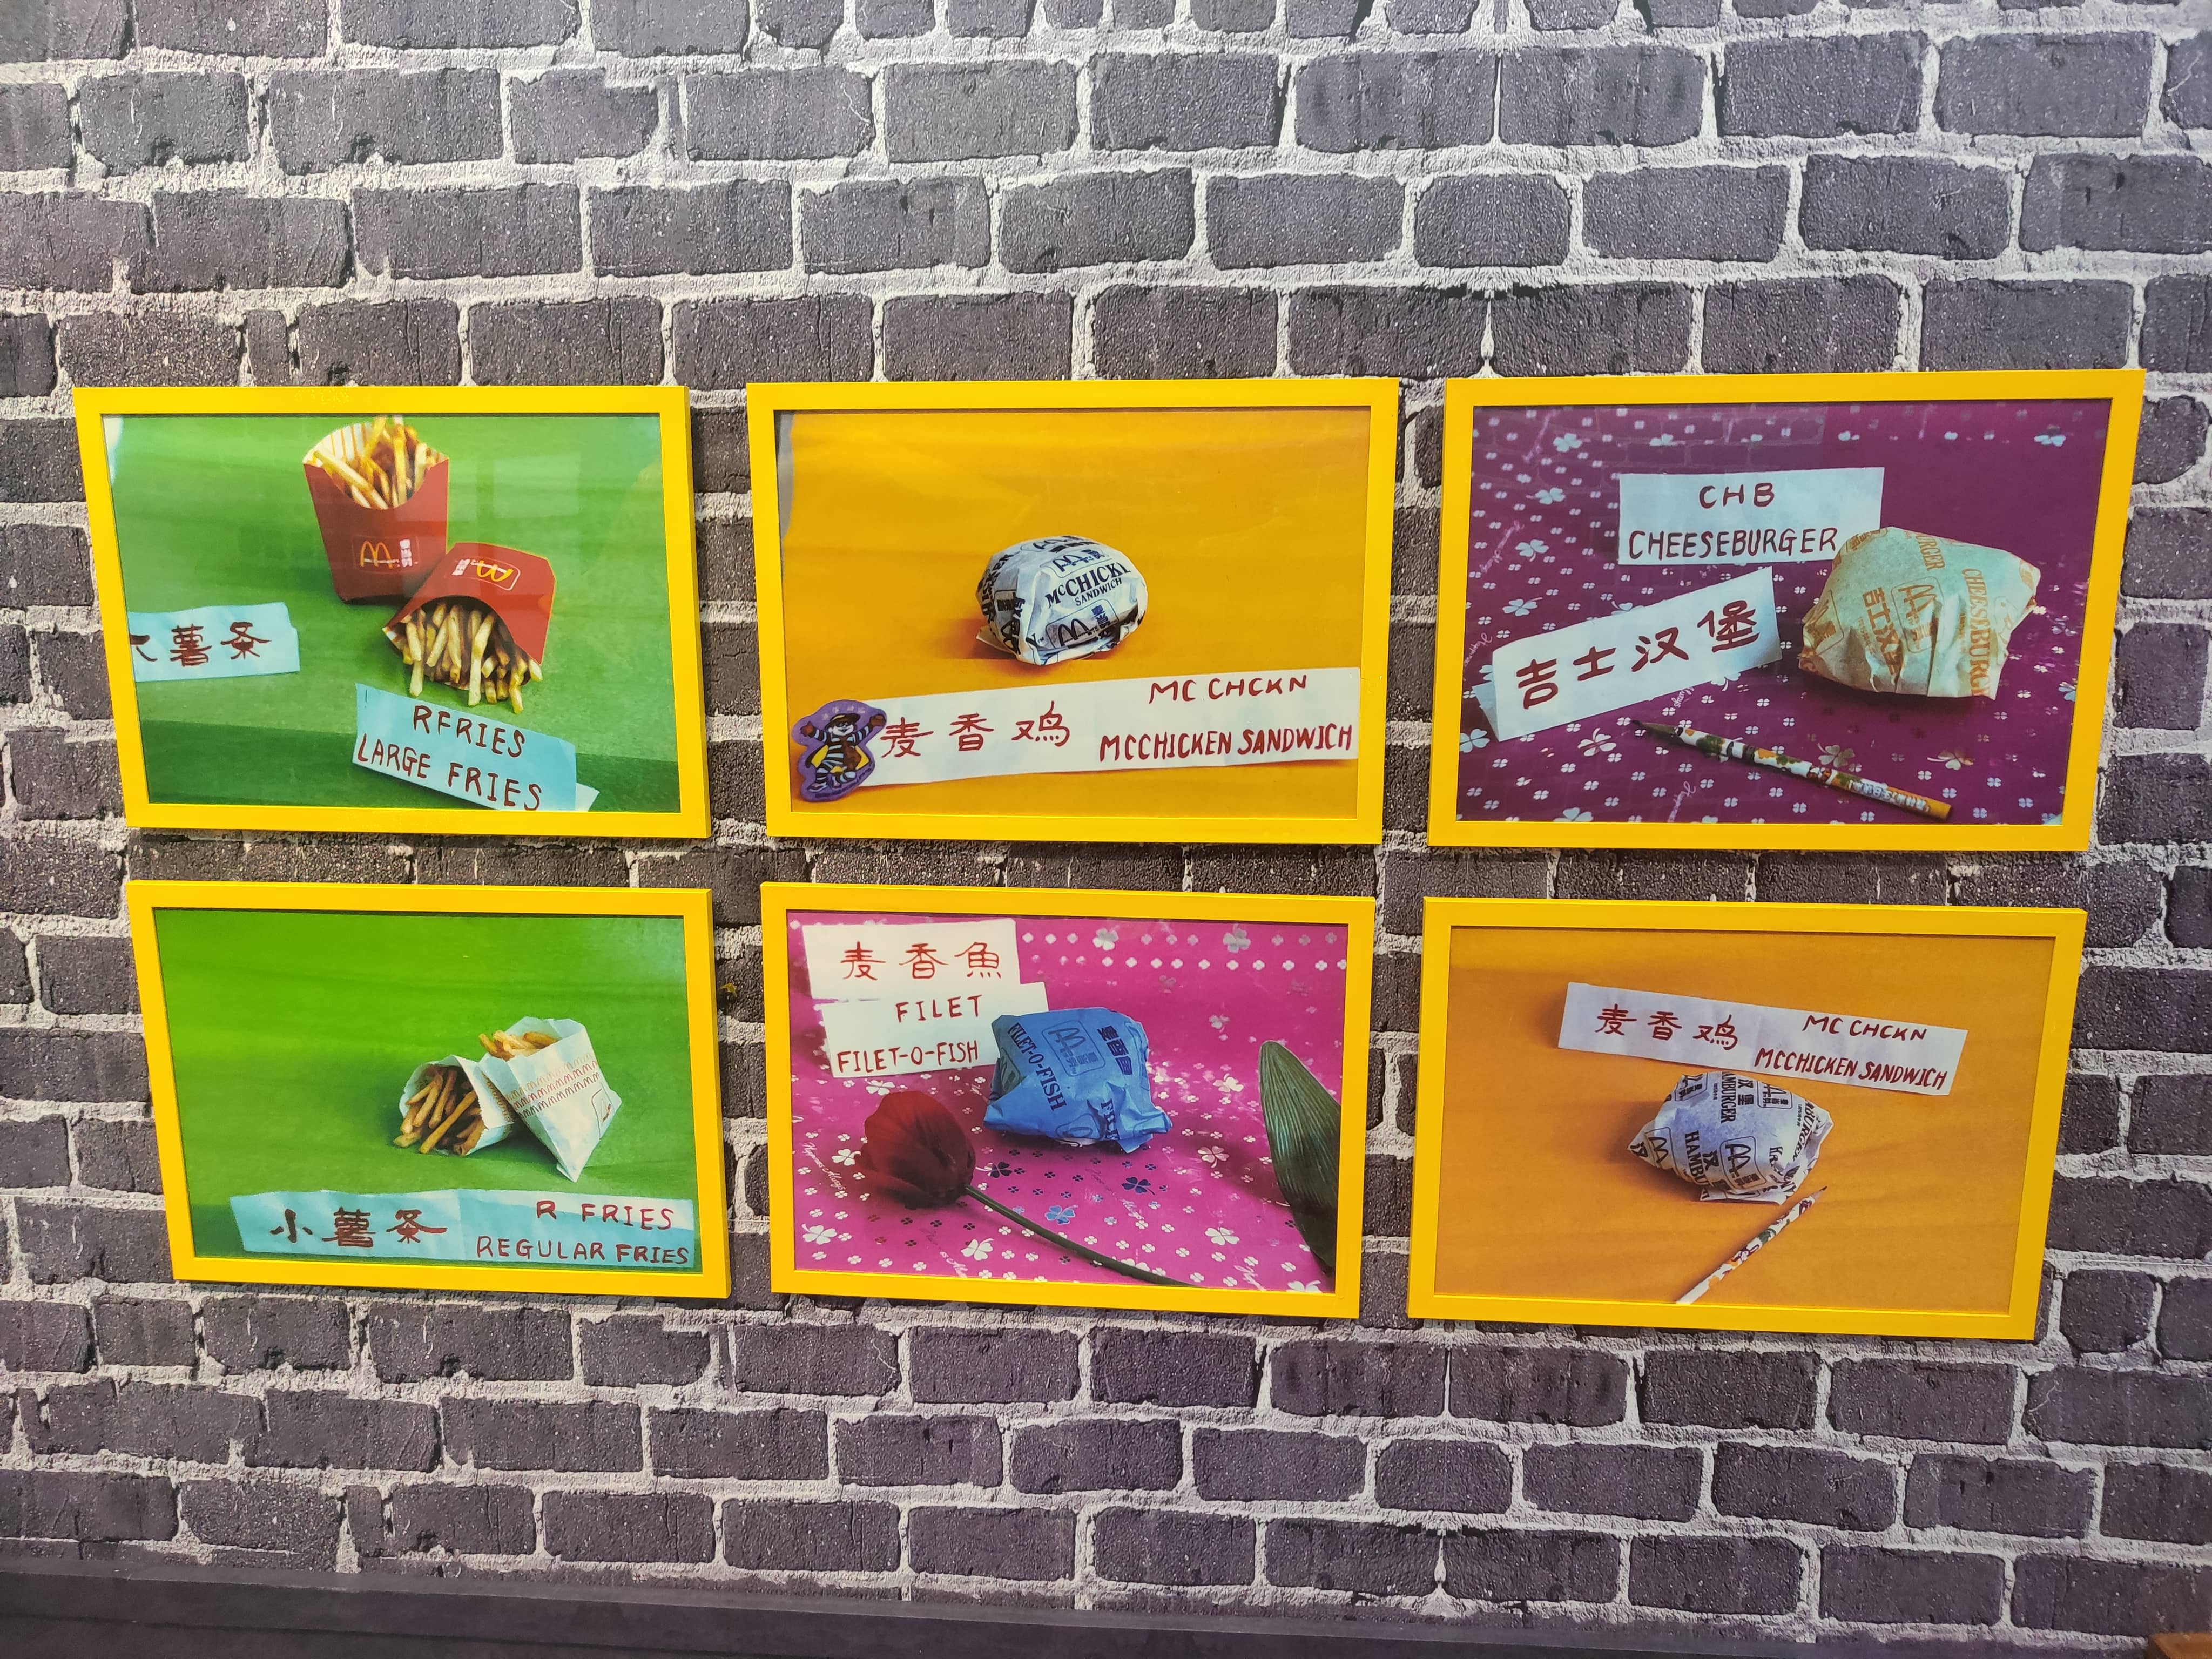 大薯条
RFRIES
LARGE FRIES
McCHICKE
SANDWICH
麦香鸡
MC CHCKN
MCCHICKEN SANDWICH
CHB
CHEESEBURGER
吉士汉堡
CHEESEBURGER
小薯条
R FRIES
REGULAR FRIES
麦香魚
FILET
FILET-O-FISH
FILET-O-FISH
麦香鸡
MC CHCKN
MCCHICKEN SANDWICH
HAMBURGER